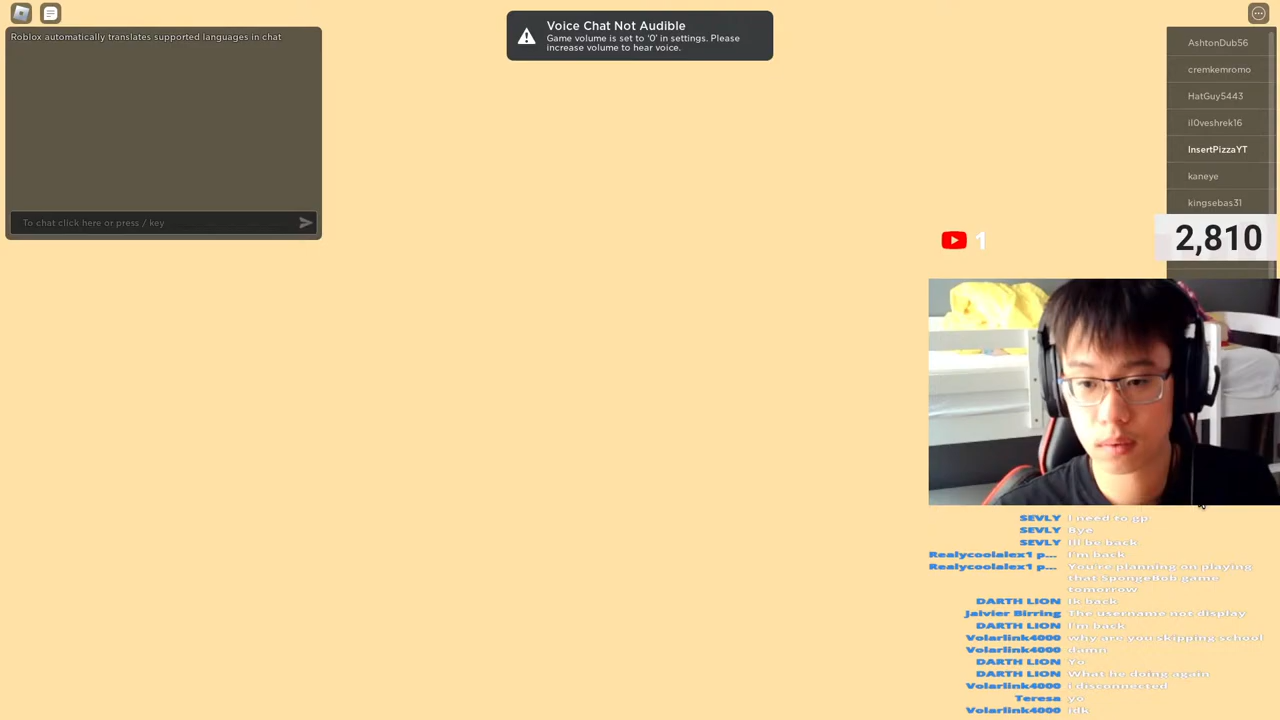 Roblox automatically translates supported languages in chat
To chat click here or press / key
Voice Chat Not Audible
Game volume is set to '0' in settings. Please
increase volume to hear voice.
AshtonDub56
cremkemromo
HatGuy5443
il0veshrek16
InsertPizzaYT
kaneye
kingsebas31
1
2,810
SEVLY I need to gp
SEVLY Bye
SEVLY Ill be back
Realycoolalex1 p... I'm back
Realycoolalex1 p... You're planning on playing
that SpongeBob game
tomorrow
DARTH LION Ik back
Jaivier Birring The username not display
DARTH LION I'm back
Volarlink4000 why are you skipping school
Volarlink4000 damn
DARTH LION Yo
DARTH LION What he doing again
Volarlink4000 i disconnected
Teresa yo
Volarlink4000 idk